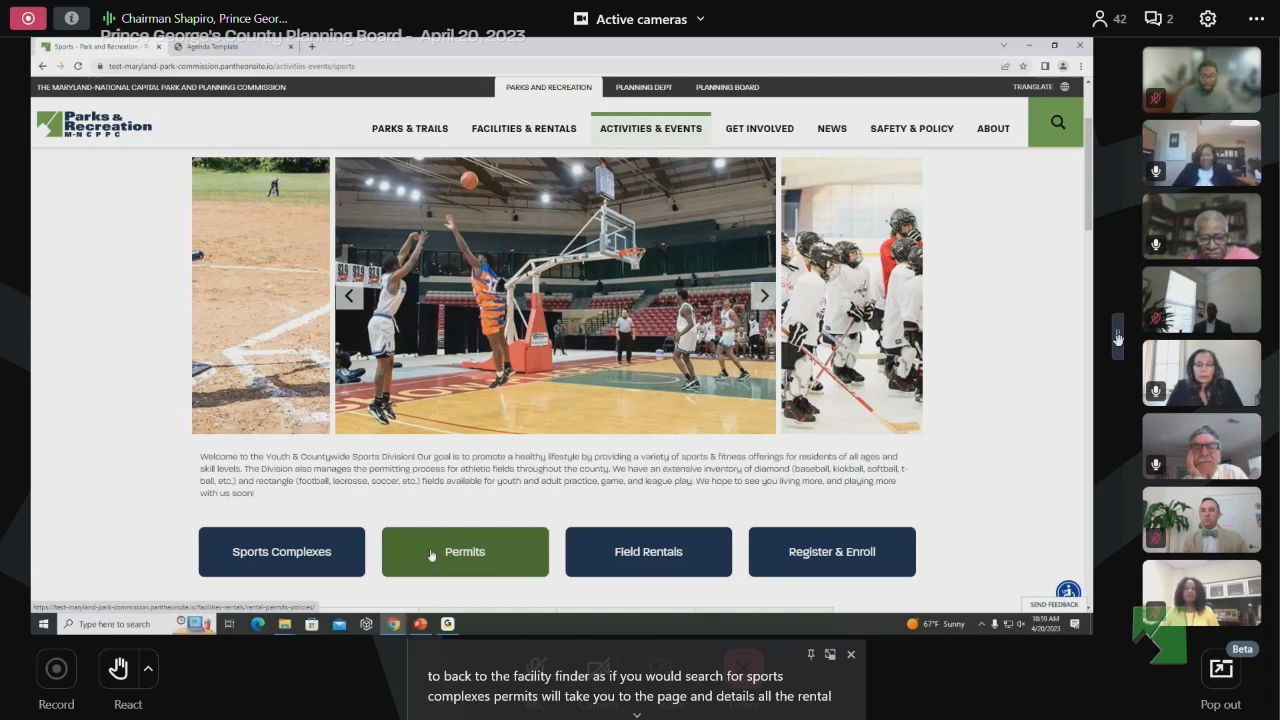 Chairman Shapiro, Prince Geor...
Active cameras
42
2
Prince George's County Planning Board - April 20, 2023
Sports - Park and Recreation - P
Agenda Template
test-maryland-park-commission.pantheonsite.io/activities-events/sports
THE MARYLAND-NATIONAL CAPITAL PARK AND PLANNING COMMISSION
PARKS AND RECREATION
PLANNING DEPT
PLANNING BOARD
TRANSLATE
Parks &
Recreation
M-NCPPC
PARKS & TRAILS
FACILITIES & RENTALS
ACTIVITIES & EVENTS
GET INVOLVED
NEWS
SAFETY & POLICY
ABOUT
Welcome to the Youth & Countywide Sports Division! Our goal is to promote a healthy lifestyle by providing a variety of sports & fitness offerings for residents of all ages and
skill levels. The Division also manages the permitting process for athletic fields throughout the county. We have an extensive inventory of diamond (baseball, kickball, softball, t-
ball, etc.) and rectangle (football, lacrosse, soccer, etc.) fields available for youth and adult practice, game, and league play. We hope to see you living more, and playing more
with us soon!
Sports Complexes
Permits
Field Rentals
Register & Enroll
https://test-maryland-park-commission.pantheonsite.io/facilities-rentals/rental-permits-policies/
SEND FEEDBACK
Type here to search
67°F Sunny
10:59 AM
4/20/2023
to back to the facility finder as if you would search for sports
complexes permits will take you to the page and details all the rental
Record
React
Beta
Pop out